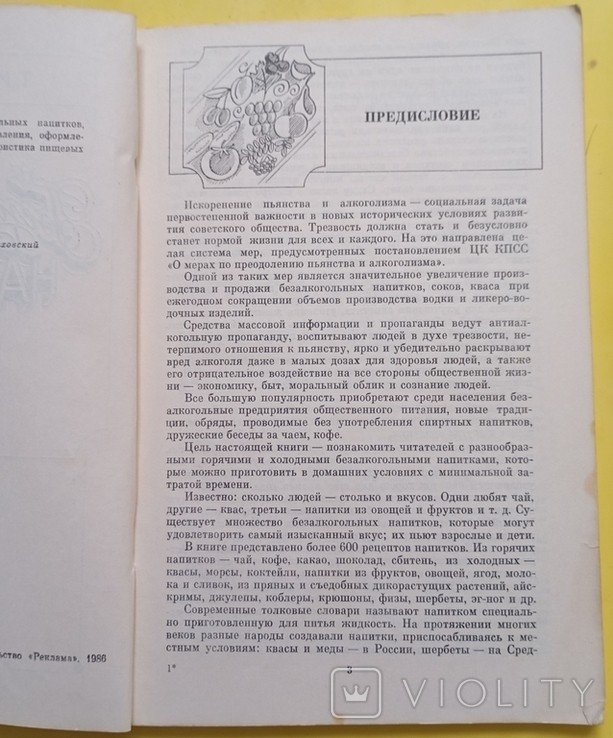 льных напитков,
вления, оформле-
ристика пищевых
ховский
ьство «Реклама», 1986
ПРЕДИСЛОВИЕ
Искоренение пьянства и алкоголизма — социальная задача
первостепенной важности в новых исторических условиях разви-
тия советского общества. Трезвость должна стать и безусловно
станет нормой жизни для всех и каждого. На это направлена це-
лая система мер, предусмотренных постановлением ЦК КПСС
«О мерах по преодолению пьянства и алкоголизма».
Одной из таких мер является значительное увеличение произ-
водства и продажи безалкогольных напитков, соков, кваса при
ежегодном сокращении объемов производства водки и ликеро-во-
дочных изделий.
Средства массовой информации и пропаганды ведут антиал-
когольную пропаганду, воспитывают людей в духе трезвости, не-
терпимого отношения к пьянству, ярко и убедительно раскрывают
вред алкоголя даже в малых дозах для здоровья людей, а также
его отрицательное воздействие на все стороны общественной жиз-
ни — экономику, быт, моральный облик и сознание людей.
Все большую популярность приобретают среди населения без-
алкогольные предприятия общественного питания, новые тради-
ции, обряды, проводимые без употребления спиртных напитков,
дружеские беседы за чаем, кофе.
Цель настоящей книги — познакомить читателей с разнообраз-
ными горячими и холодными безалкогольными напитками, кото-
рые можно приготовить в домашних условиях с минимальной за-
тратой времени.
Известно: сколько людей — столько и вкусов. Одни любят чай,
другие — квас, третьи — напитки из овощей и фруктов и т. д. Су-
ществует множество безалкогольных напитков, которые могут
удовлетворить самый изысканный вкус; их пьют взрослые и дети.
В книге представлено более 600 рецептов напитков. Из горячих
напитков — чай, кофе, какао, шоколад, сбитень, из холодных —
квасы, морсы, коктейли, напитки из фруктов, овощей, ягод, моло-
ка и сливок, из пряных и съедобных дикорастущих растений, айс-
кримы, джулепы, коблеры, крюшоны, физы, шербеты, эг-ног и др.
Современные толковые словари называют напитком специаль-
но приготовленную для питья жидкость. На протяжении многих
веков разные народы создавали напитки, приспосабливаясь к ме-
стным условиям: квасы и меды — в России, шербеты — на Сред-
1*
3
VIOLITY